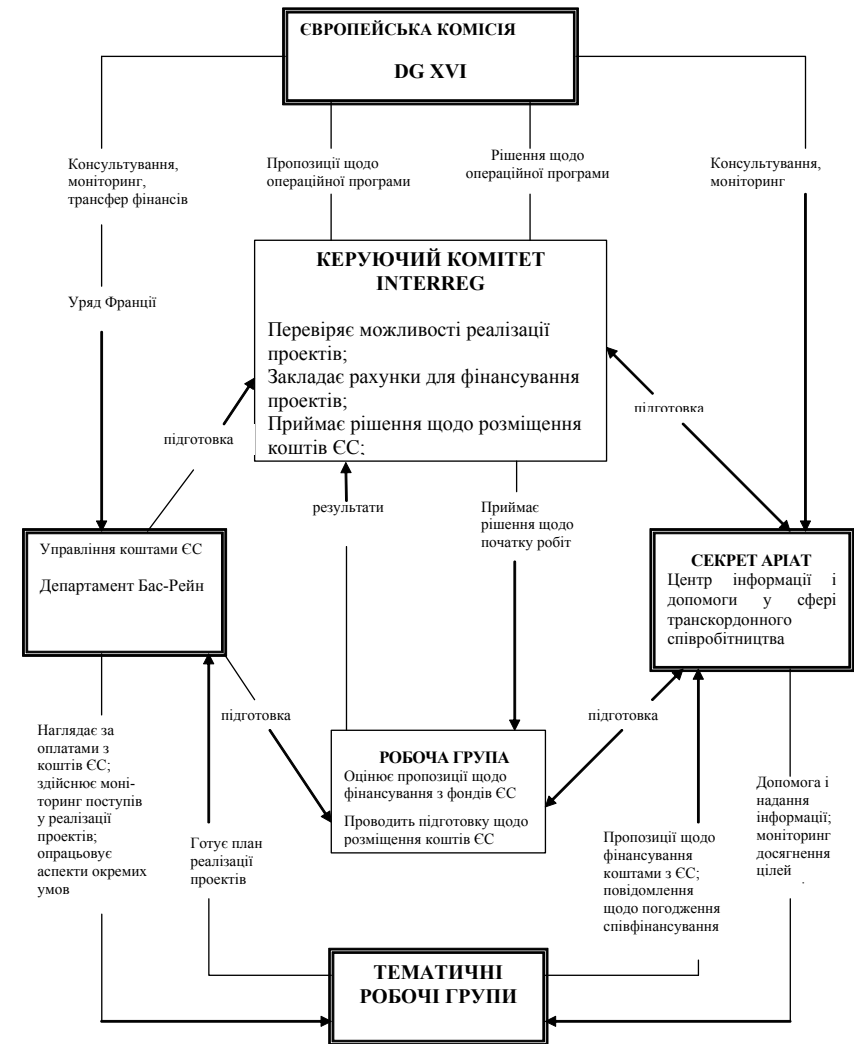 ЄВРОПЕЙСЬКА КОМІСІЯ
DG XVI
Консультування,
моніторинг,
трансфер фінансів
Пропозиції щодо
операційної програми
Рішення щодо
операційної програми
Консультування,
моніторинг
Уряд Франції
КЕРУЮЧИЙ КОМІТЕТ
INTERREG
Перевіряє можливості реалізації
проектів;
Закладає рахунки для фінансування
проектів;
Приймає рішення щодо розміщення
коштів ЄС;
підготовка
підготовка
результати
Приймає
рішення щодо
початку робіт
Управління коштами ЄС
Департамент Бас-Рейн
СЕКРЕТ АРІАТ
Центр інформації і
допомоги у сфері
транскордонного
співробітництва
підготовка
підготовка
Наглядає за
оплатами з
коштів ЄС;
здійснює моні-
торинг поступів
у реалізації
проектів;
опрацьовує
аспекти окремих
умов
РОБОЧА ГРУПА
Оцінює пропозиції щодо
фінансування з фондів ЄС
Проводить підготовку щодо
розміщення коштів ЄС
Готує план
реалізації
проектів
Пропозиції щодо
фінансування
коштами з ЄС;
повідомлення
щодо погодження
співфінансування
Допомога і
надання
інформації;
моніторинг
досягнення
цілей
ТЕМАТИЧНІ
РОБОЧІ ГРУПИ